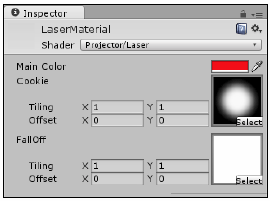 Inspector
LaserMaterial
Shader Projector/Laser
Main Color
Cookie
Tiling X 1 Y 1
Offset X 0 Y 0
Select
FallOff
Tiling X 1 Y 1
Offset X 0 Y 0
Select